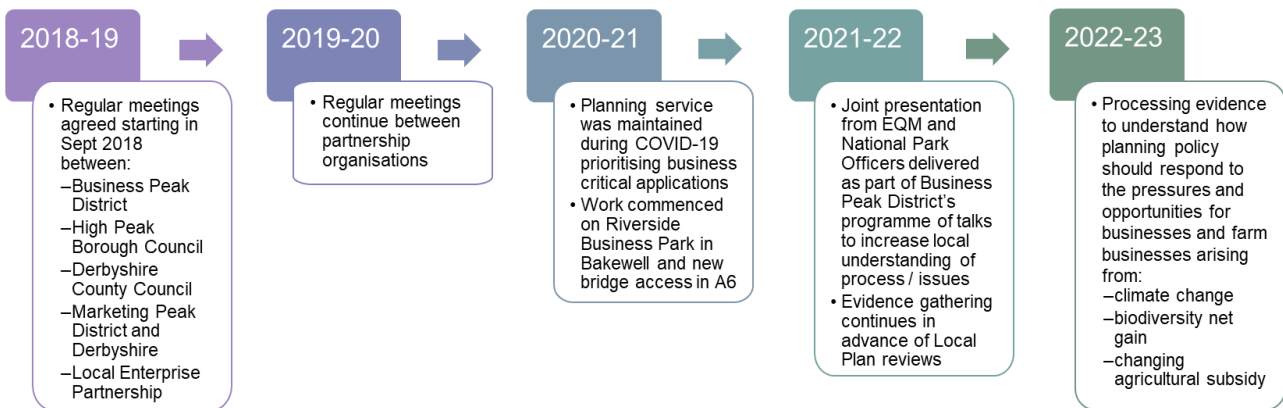 2018-19
• Regular meetings
agreed starting in
Sept 2018
between:
–Business Peak
District
–High Peak
Borough Council
–Derbyshire
County Council
–Marketing Peak
District and
Derbyshire
–Local Enterprise
Partnership
2019-20
• Regular meetings
continue between
partnership
organisations
2020-21
• Planning service
was maintained
during COVID-19
prioritising business
critical applications
• Work commenced
on Riverside
Business Park in
Bakewell and new
bridge access in A6
2021-22
• Joint presentation
from EQM and
National Park
Officers delivered
as part of Business
Peak District's
programme of talks
to increase local
understanding of
process / issues
• Evidence gathering
continues in
advance of Local
Plan reviews
2022-23
• Processing evidence
to understand how
planning policy
should respond to
the pressures and
opportunities for
businesses and farm
businesses arising
from:
–climate change
–biodiversity net
gain
–changing
agricultural subsidy